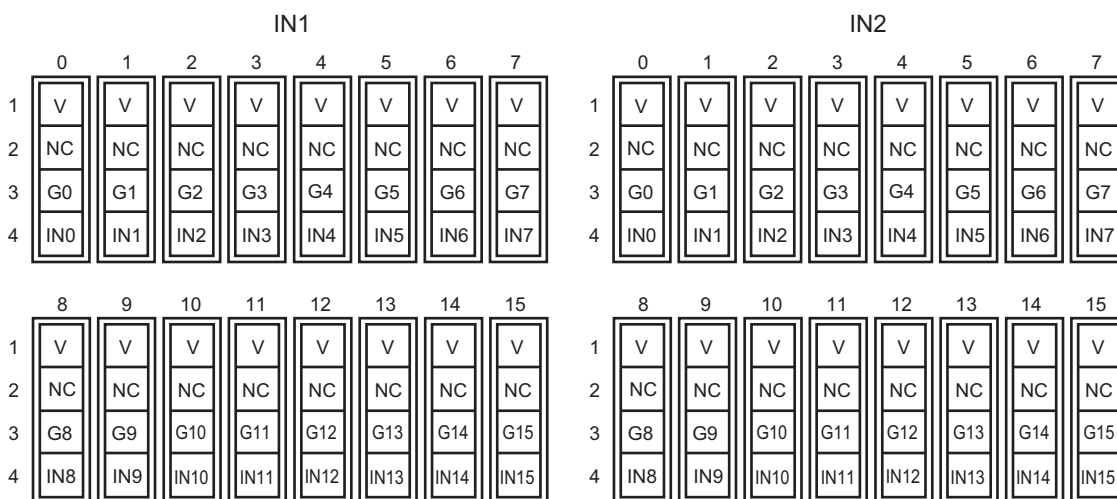 IN1 IN2
0 1 2 3 4 5 6 7 0 1 2 3 4 5 6 7
1 V V V V V V V V 1 V V V V V V V V
2 NC NC NC NC NC NC NC NC 2 NC NC NC NC NC NC NC NC
3 G0 G1 G2 G3 G4 G5 G6 G7 3 G0 G1 G2 G3 G4 G5 G6 G7
4 IN0 IN1 IN2 IN3 IN4 IN5 IN6 IN7 4 IN0 IN1 IN2 IN3 IN4 IN5 IN6 IN7
8 9 10 11 12 13 14 15 8 9 10 11 12 13 14 15
1 V V V V V V V V 1 V V V V V V V V
2 NC NC NC NC NC NC NC NC 2 NC NC NC NC NC NC NC NC
3 G8 G9 G10 G11 G12 G13 G14 G15 3 G8 G9 G10 G11 G12 G13 G14 G15
4 IN8 IN9 IN10 IN11 IN12 IN13 IN14 IN15 4 IN8 IN9 IN10 IN11 IN12 IN13 IN14 IN15